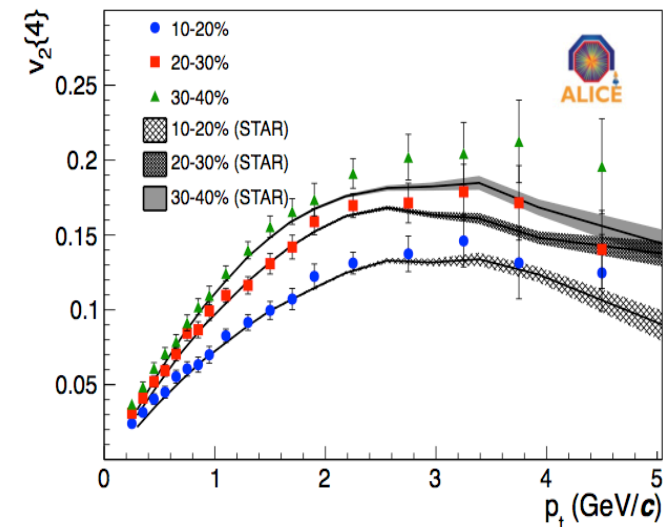 v₂{4}
10-20%
20-30%
30-40%
10-20% (STAR)
20-30% (STAR)
30-40% (STAR)
ALICE
0.25
0.2
0.15
0.1
0.05
0 1 2 3 4 5
pₜ (GeV/c)